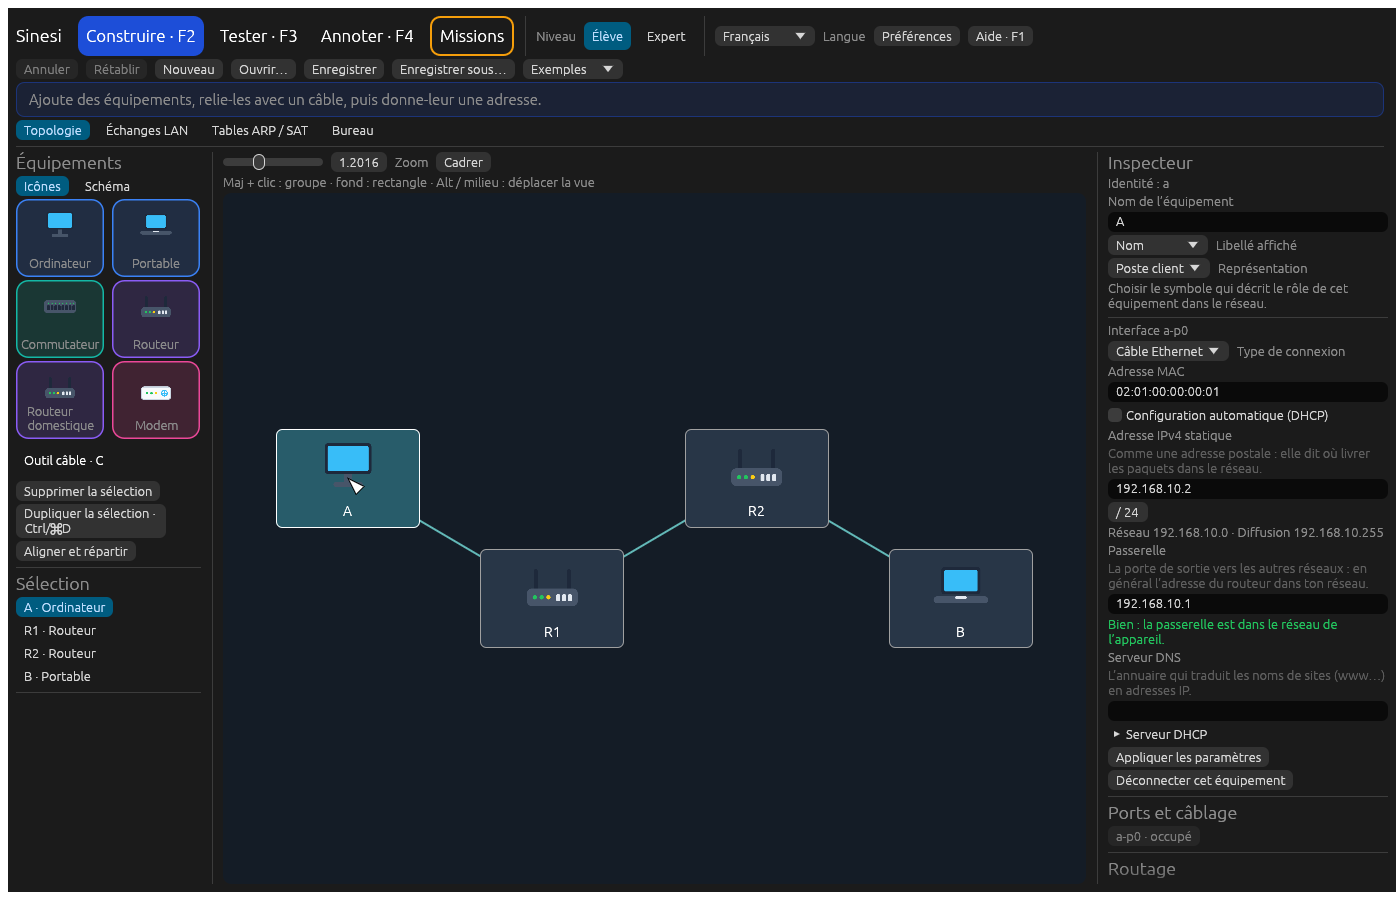 Sinesi Construire · F2 Tester · F3 Annoter · F4 Missions Niveau Élève Expert Français Langue Préférences Aide · F1
Annuler Rétablir Nouveau Ouvrir… Enregistrer Enregistrer sous… Exemples
Ajoute des équipements, relie-les avec un câble, puis donne-leur une adresse.
Topologie Échanges LAN Tables ARP / SAT Bureau
Équipements
Icônes Schéma
Ordinateur Portable
Commutateur Routeur
Routeur domestique Modem
Outil câble · C
Supprimer la sélection
Dupliquer la sélection ·
Ctrl/⌘D
Aligner et répartir
Sélection
A · Ordinateur
R1 · Routeur
R2 · Routeur
B · Portable
1.2016 Zoom Cadrer
Maj + clic : groupe · fond : rectangle · Alt / milieu : déplacer la vue
A
R2
R1
B
Inspecteur
Identité : a
Nom de l’équipement
A
Nom Libellé affiché
Poste client Représentation
Choisir le symbole qui décrit le rôle de cet
équipement dans le réseau.
Interface a-p0
Câble Ethernet Type de connexion
Adresse MAC
02:01:00:00:00:01
Configuration automatique (DHCP)
Adresse IPv4 statique
Comme une adresse postale : elle dit où livrer
les paquets dans le réseau.
192.168.10.2
/ 24
Réseau 192.168.10.0 · Diffusion 192.168.10.255
Passerelle
La porte de sortie vers les autres réseaux : en
général l’adresse du routeur dans ton réseau.
192.168.10.1
Bien : la passerelle est dans le réseau de
l’appareil.
Serveur DNS
L’annuaire qui traduit les noms de sites (www…)
en adresses IP.
Serveur DHCP
Appliquer les paramètres
Déconnecter cet équipement
Ports et câblage
a-p0 · occupé
Routage